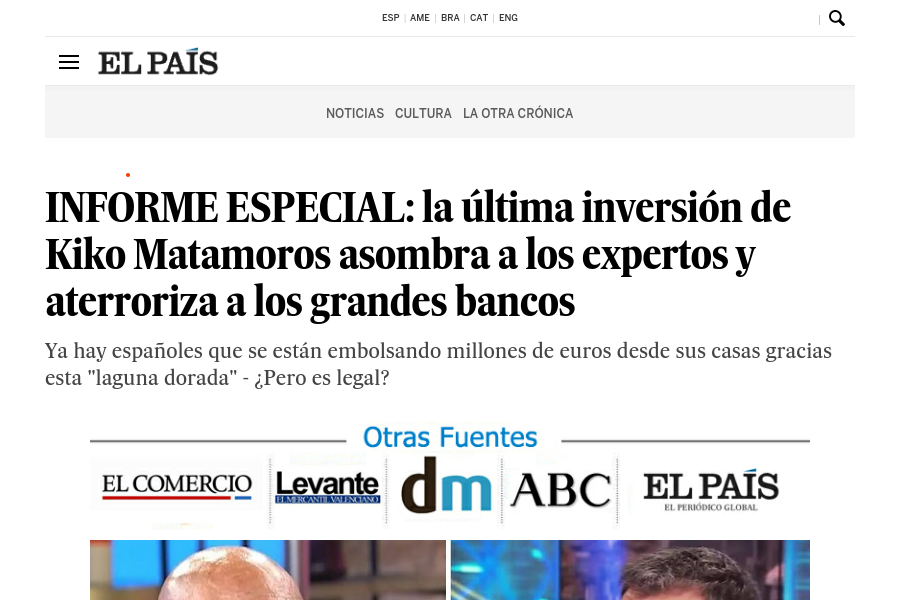 ESP AME BRA CAT ENG
EL PAÍS
NOTICIAS CULTURA LA OTRA CRÓNICA
INFORME ESPECIAL: la última inversión de
Kiko Matamoros asombra a los expertos y
aterroriza a los grandes bancos
Ya hay españoles que se están embolsando millones de euros desde sus casas gracias
esta "laguna dorada" - ¿Pero es legal?
Otras Fuentes
EL COMERCIO Levante dm ABC EL PAÍS
EL MERCANTIL VALENCIANO EL PERIÓDICO GLOBAL